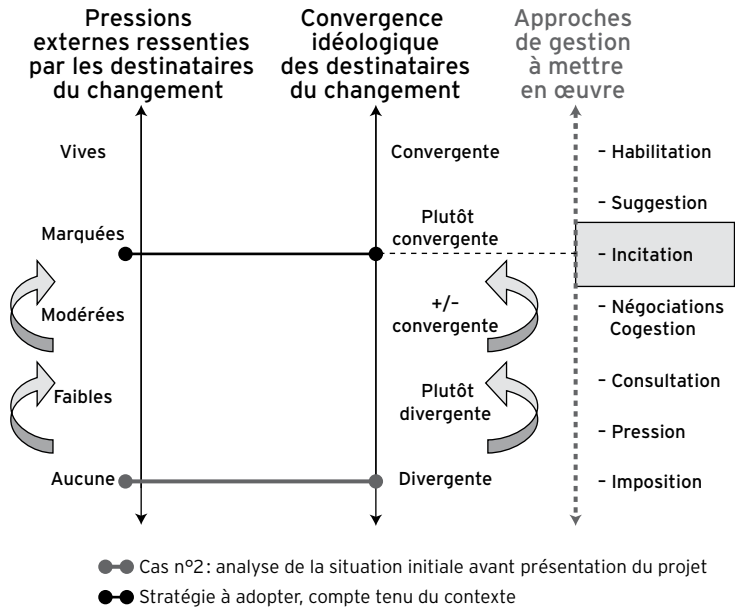 Pressions
externes ressenties
par les destinataires
du changement
Convergence
idéologique
des destinataires
du changement
Approches
de gestion
à mettre
en œuvre
Vives
Convergente
– Habilitation
– Suggestion
Marquées
Plutôt
convergente
– Incitation
Modérées
+/–
convergente
– Négociations
Cogestion
Faibles
Plutôt
divergente
– Consultation
– Pression
Aucune
Divergente
– Imposition
Cas n°2 : analyse de la situation initiale avant présentation du projet
Stratégie à adopter, compte tenu du contexte